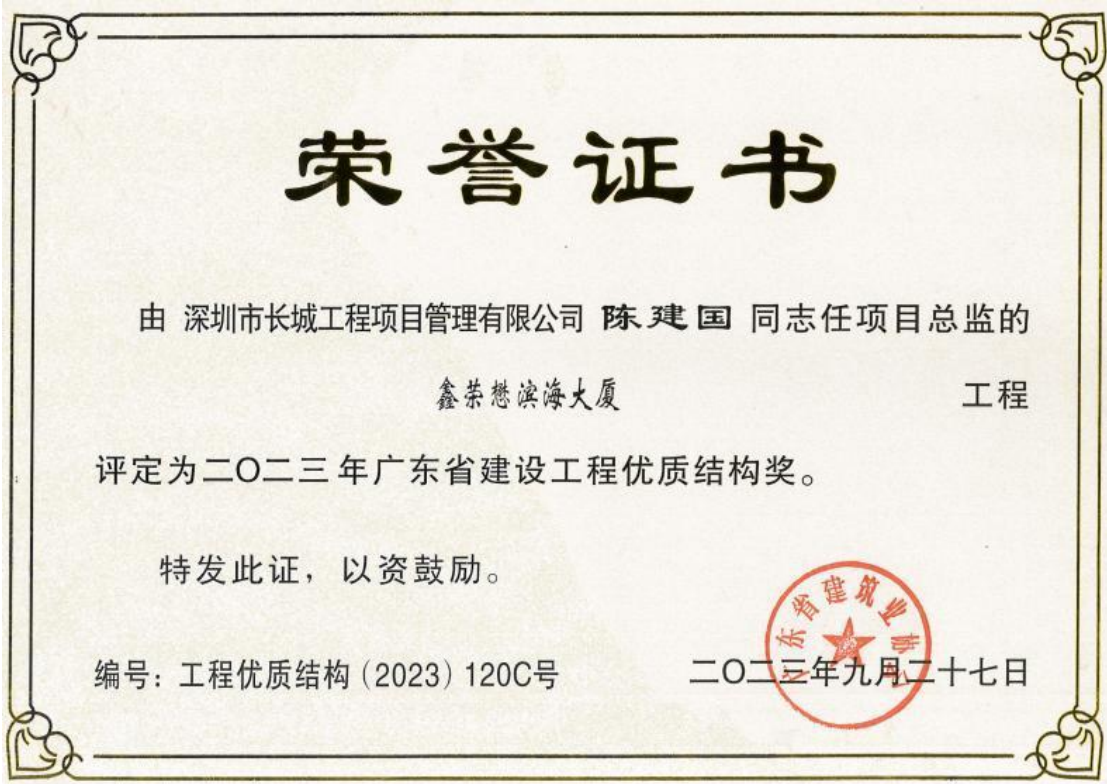 荣誉证书
由 深圳市长城工程项目管理有限公司 陈建国 同志任项目总监的
鑫荣懋滨海大厦 工程
评定为二〇二三年广东省建设工程优质结构奖。
特发此证，以资鼓励。
广东省建筑业协会
编号：工程优质结构（2023）120C号 二〇二三年九月二十七日